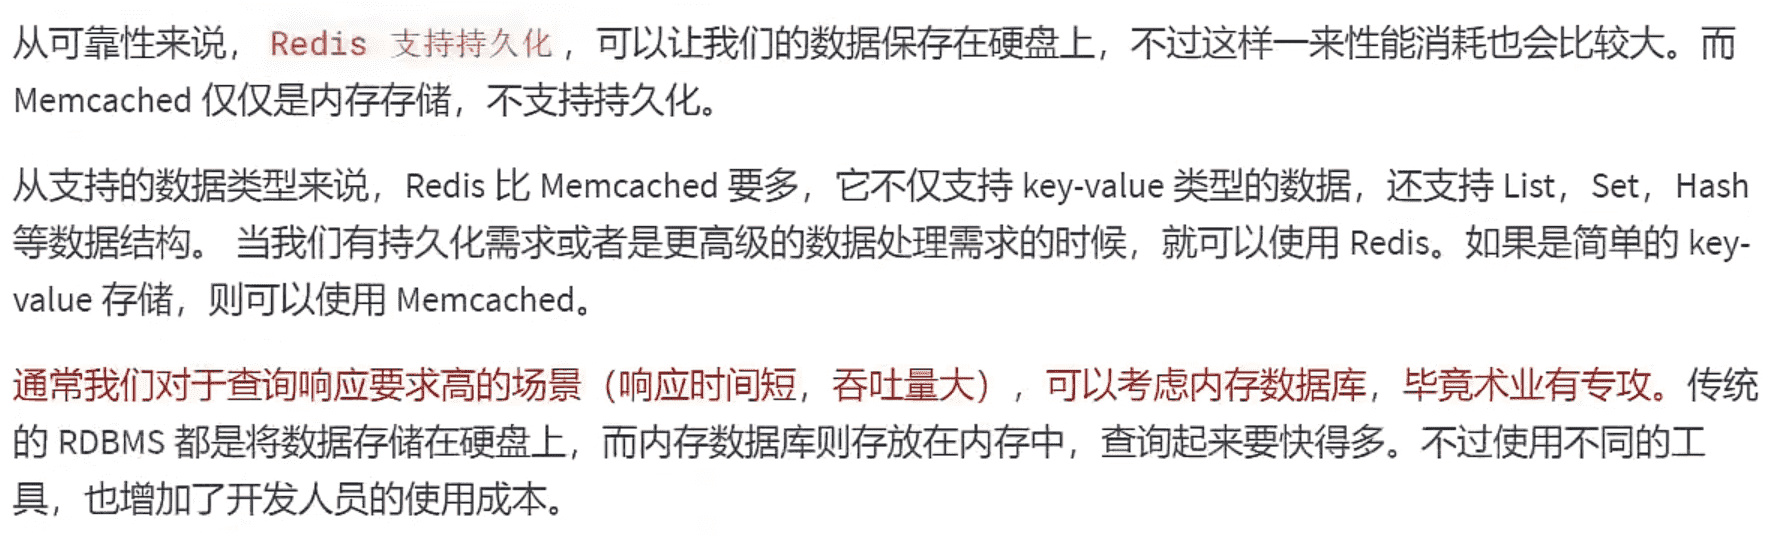 从可靠性来说， Redis 支持持久化 ，可以让我们的数据保存在硬盘上，不过这样一来性能消耗也会比较大。而
Memcached 仅仅是内存存储，不支持持久化。
从支持的数据类型来说，Redis 比 Memcached 要多，它不仅支持 key-value 类型的数据，还支持 List，Set，Hash
等数据结构。 当我们有持久化需求或者是更高级的数据处理需求的时候，就可以使用 Redis。如果是简单的 key-
value 存储，则可以使用 Memcached。
通常我们对于查询响应要求高的场景（响应时间短，吞吐量大），可以考虑内存数据库，毕竟术业有专攻。传统
的 RDBMS 都是将数据存储在硬盘上，而内存数据库则存放在内存中，查询起来要快得多。不过使用不同的工
具，也增加了开发人员的使用成本。